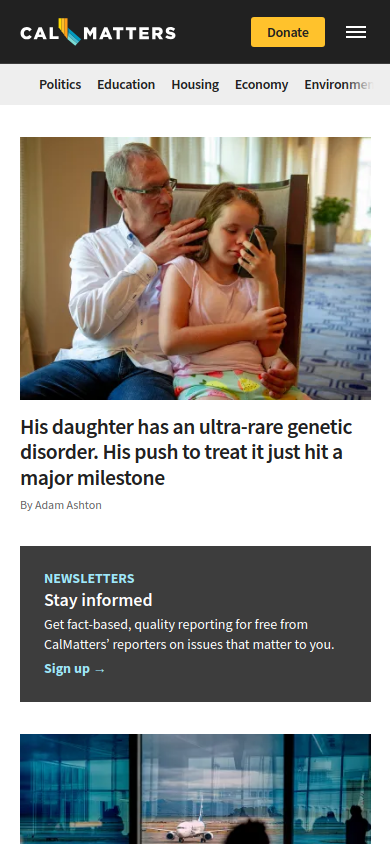 CAL MATTERS
Donate
Politics Education Housing Economy Environmen
His daughter has an ultra-rare genetic
disorder. His push to treat it just hit a
major milestone
By Adam Ashton
NEWSLETTERS
Stay informed
Get fact-based, quality reporting for free from
CalMatters’ reporters on issues that matter to you.
Sign up →